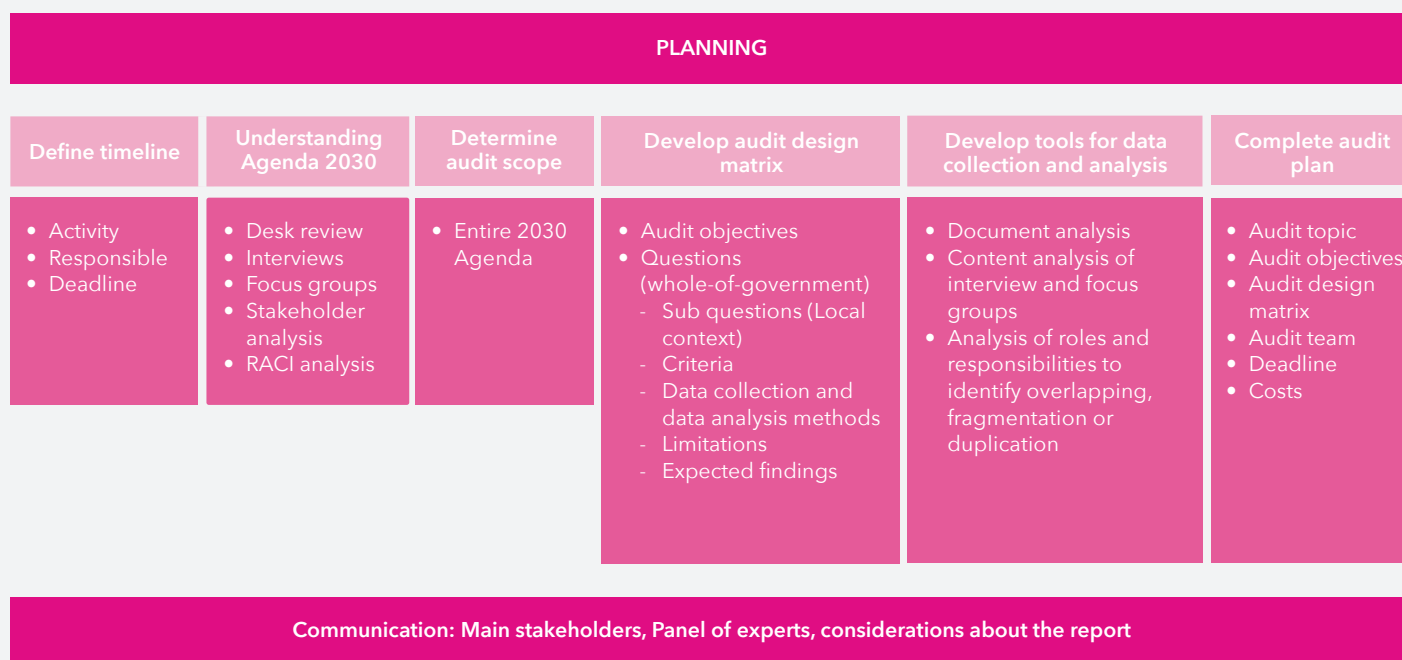 PLANNING
Define timeline
• Activity
• Responsible
• Deadline
Understanding
Agenda 2030
• Desk review
• Interviews
• Focus groups
• Stakeholder
analysis
• RACI analysis
Determine
audit scope
• Entire 2030
Agenda
Develop audit design
matrix
• Audit objectives
• Questions
(whole-of-government)
- Sub questions (Local
context)
- Criteria
- Data collection and
data analysis methods
- Limitations
- Expected findings
Develop tools for data
collection and analysis
• Document analysis
• Content analysis of
interview and focus
groups
• Analysis of roles and
responsibilities to
identify overlapping,
fragmentation or
duplication
Complete audit
plan
• Audit topic
• Audit objectives
• Audit design
matrix
• Audit team
• Deadline
• Costs
Communication: Main stakeholders, Panel of experts, considerations about the report